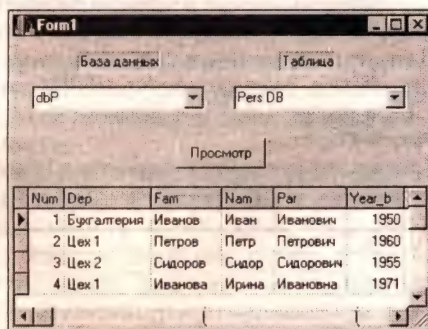 Form1
База данных Таблица
dbP Pers DB
Просмотр
Num Dep Fam Nam Par Year_b
1 Бухгалтерия Иванов Иван Иванович 1950
2 Цех 1 Петров Петр Петрович 1960
3 Цех 2 Сидоров Сидор Сидорович 1955
4 Цех 1 Иванова Ирина Ивановна 1971